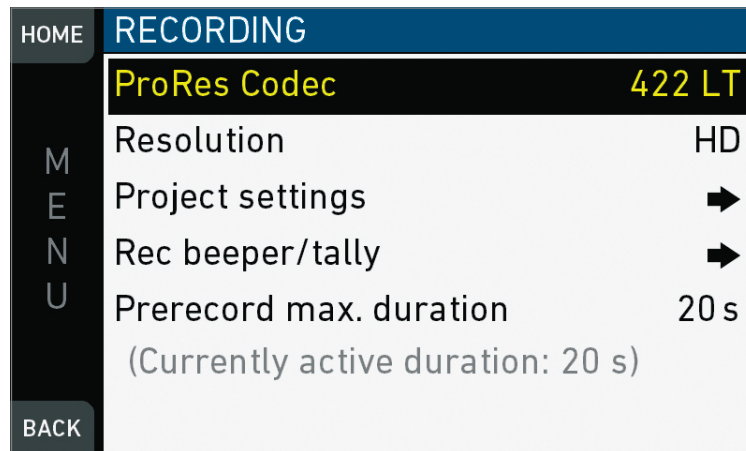 HOME
RECORDING
ProRes Codec 422 LT
Resolution HD
Project settings
Rec beeper/tally
Prerecord max. duration 20 s
(Currently active duration: 20 s)
MENU
BACK